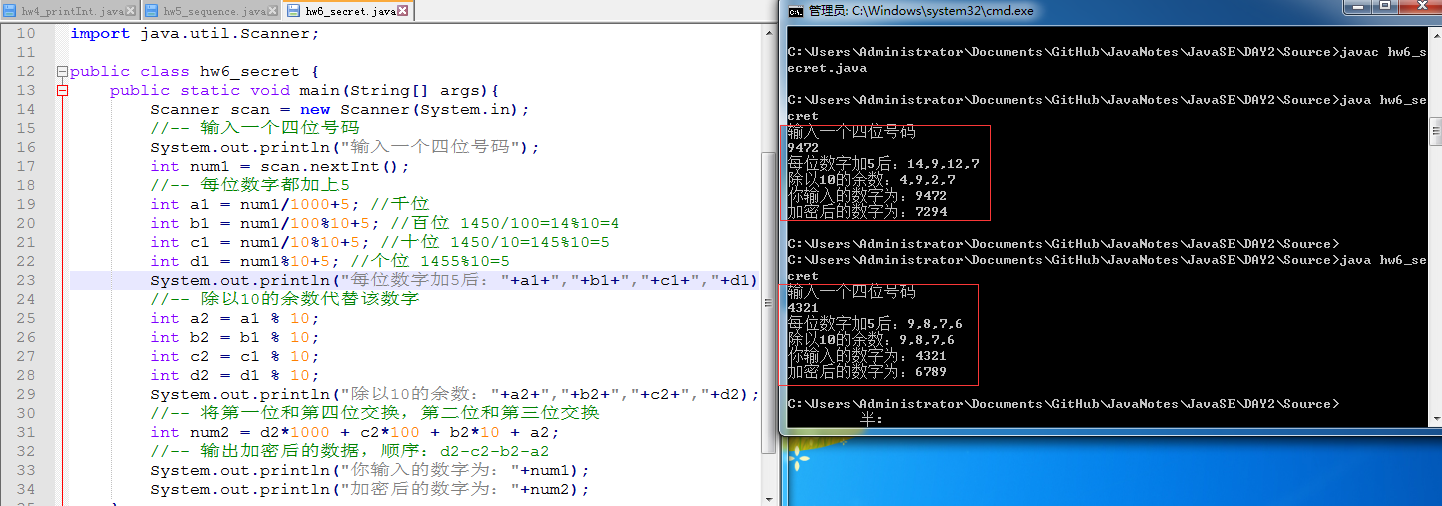 hw4_printInt.java hw5_sequence.java hw6_secret.java
10 import java.util.Scanner;
11
12 public class hw6_secret {
13 public static void main(String[] args){
14 Scanner scan = new Scanner(System.in);
15 //-- 输入一个四位号码
16 System.out.println("输入一个四位号码");
17 int num1 = scan.nextInt();
18 //-- 每位数字都加上5
19 int a1 = num1/1000+5; //千位
20 int b1 = num1/100%10+5; //百位 1450/100=14%10=4
21 int c1 = num1/10%10+5; //十位 1450/10=145%10=5
22 int d1 = num1%10+5; //个位 1455%10=5
23 System.out.println("每位数字加5后："+a1+","+b1+","+c1+","+d1)
24 //-- 除以10的余数代替该数字
25 int a2 = a1 % 10;
26 int b2 = b1 % 10;
27 int c2 = c1 % 10;
28 int d2 = d1 % 10;
29 System.out.println("除以10的余数："+a2+","+b2+","+c2+","+d2);
30 //-- 将第一位和第四位交换，第二位和第三位交换
31 int num2 = d2*1000 + c2*100 + b2*10 + a2;
32 //-- 输出加密后的数据，顺序：d2-c2-b2-a2
33 System.out.println("你输入的数字为："+num1);
34 System.out.println("加密后的数字为："+num2);
管理员: C:\Windows\system32\cmd.exe
C:\Users\Administrator\Documents\GitHub\JavaNotes\JavaSE\DAY2\Source>javac hw6_s
ecret.java
C:\Users\Administrator\Documents\GitHub\JavaNotes\JavaSE\DAY2\Source>java hw6_se
cret
输入一个四位号码
9472
每位数字加5后：14,9,12,7
除以10的余数：4,9,2,7
你输入的数字为：9472
加密后的数字为：7294
C:\Users\Administrator\Documents\GitHub\JavaNotes\JavaSE\DAY2\Source>
C:\Users\Administrator\Documents\GitHub\JavaNotes\JavaSE\DAY2\Source>java hw6_se
cret
输入一个四位号码
4321
每位数字加5后：9,8,7,6
除以10的余数：9,8,7,6
你输入的数字为：4321
加密后的数字为：6789
C:\Users\Administrator\Documents\GitHub\JavaNotes\JavaSE\DAY2\Source>
半：